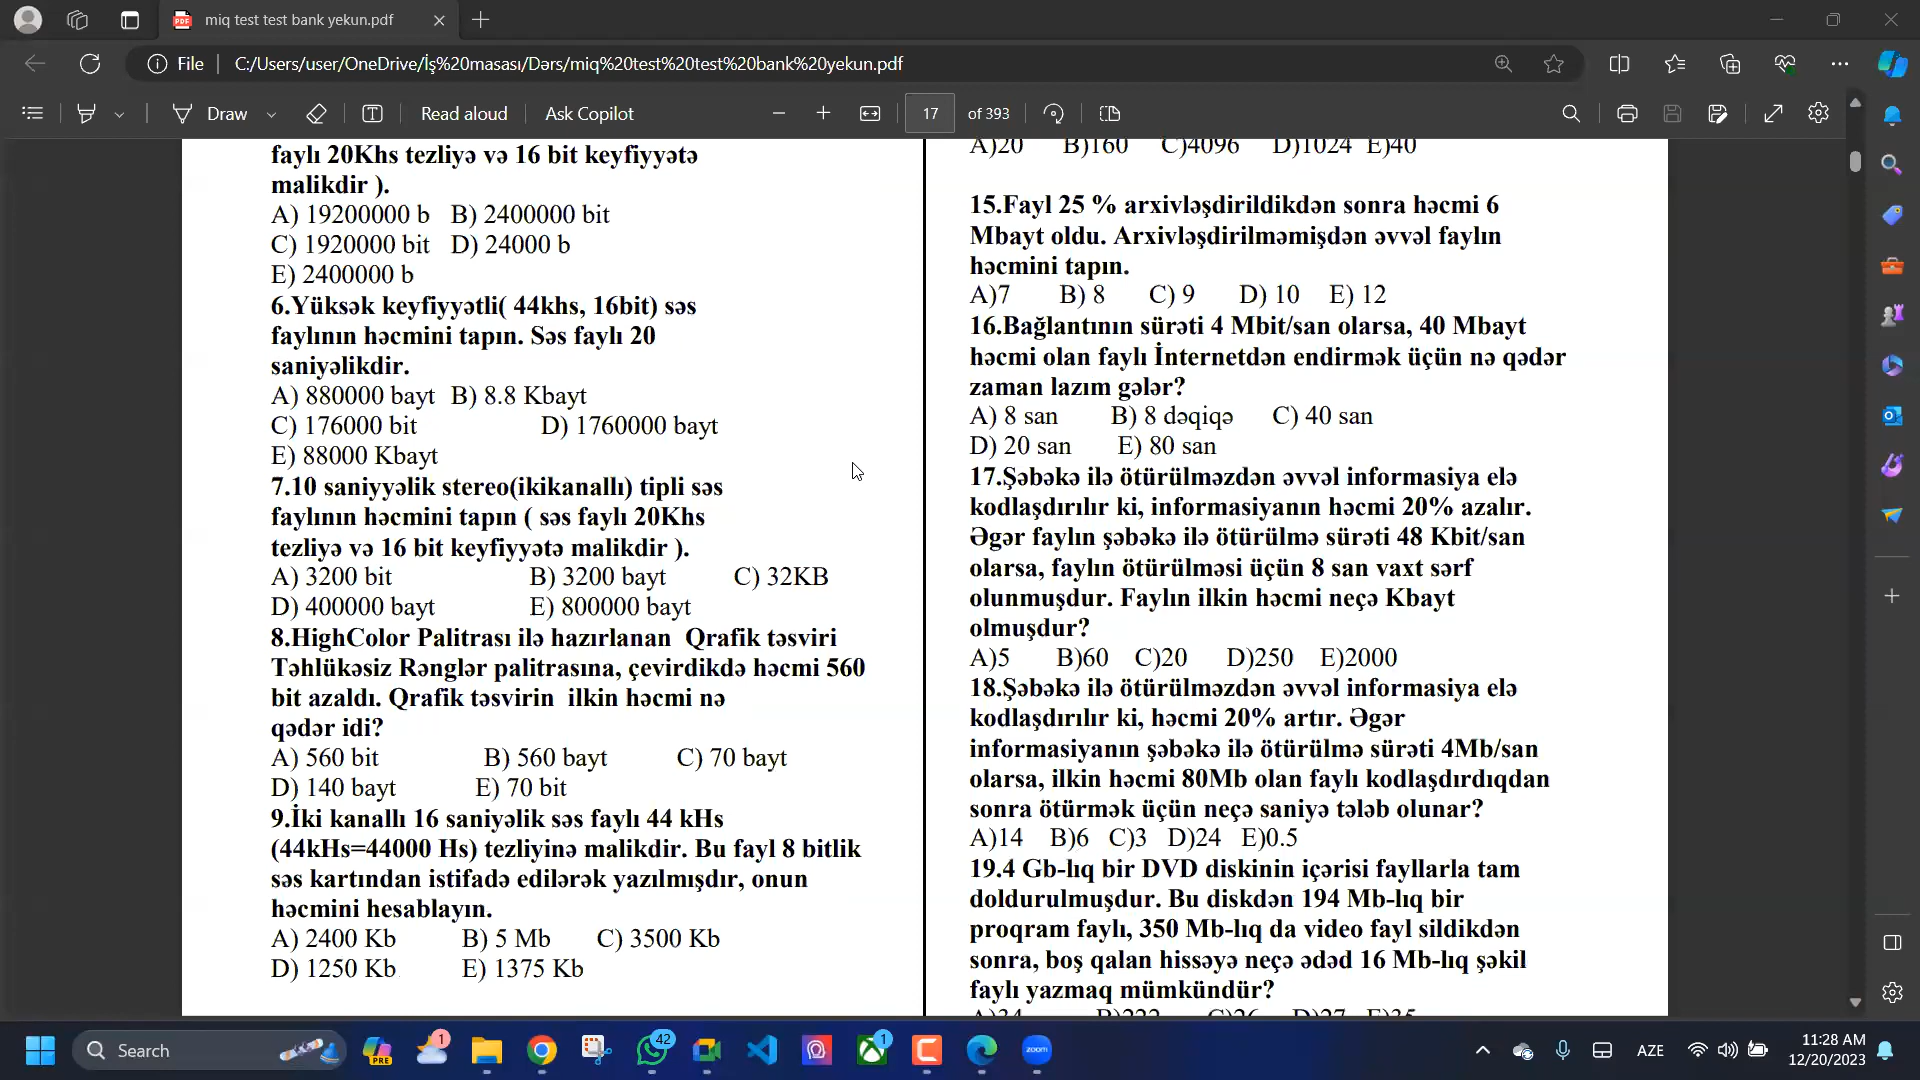 miq test test bank yekun.pdf
File
C:/Users/user/OneDrive/İş%20masası/Dərs/miq%20test%20test%20bank%20yekun.pdf
Draw
Read aloud
Ask Copilot
17
of 393
faylı 20Khs tezliyə və 16 bit keyfiyyətə
malikdir ).
A) 19200000 b B) 2400000 bit
C) 1920000 bit D) 24000 b
E) 2400000 b
6.Yüksək keyfiyyətli( 44khs, 16bit) səs
faylının həcmini tapın. Səs faylı 20
saniyəlikdir.
A) 880000 bayt B) 8.8 Kbayt
C) 176000 bit D) 1760000 bayt
E) 88000 Kbayt
7.10 saniyyəlik stereo(ikikanallı) tipli səs
faylının həcmini tapın ( səs faylı 20Khs
tezliyə və 16 bit keyfiyyətə malikdir ).
A) 3200 bit B) 3200 bayt C) 32KB
D) 400000 bayt E) 800000 bayt
8.HighColor Palitrası ilə hazırlanan Qrafik təsviri
Təhlükəsiz Rənglər palitrasına, çevirdikdə həcmi 560
bit azaldı. Qrafik təsvirin ilkin həcmi nə
qədər idi?
A) 560 bit B) 560 bayt C) 70 bayt
D) 140 bayt E) 70 bit
9.İki kanallı 16 saniyəlik səs faylı 44 kHs
(44kHs=44000 Hs) tezliyinə malikdir. Bu fayl 8 bitlik
səs kartından istifadə edilərək yazılmışdır, onun
həcmini hesablayın.
A) 2400 Kb B) 5 Mb C) 3500 Kb
D) 1250 Kb E) 1375 Kb
A)20 B)160 C)4096 D)1024 E)40
15.Fayl 25 % arxivləşdirildikdən sonra həcmi 6
Mbayt oldu. Arxivləşdirilməmişdən əvvəl faylın
həcmini tapın.
A)7 B) 8 C) 9 D) 10 E) 12
16.Bağlantının sürəti 4 Mbit/san olarsa, 40 Mbayt
həcmi olan faylı İnternetdən endirmək üçün nə qədər
zaman lazım gələr?
A) 8 san B) 8 dəqiqə C) 40 san
D) 20 san E) 80 san
17.Şəbəkə ilə ötürülməzdən əvvəl informasiya elə
kodlaşdırılır ki, informasiyanın həcmi 20% azalır.
Əgər faylın şəbəkə ilə ötürülmə sürəti 48 Kbit/san
olarsa, faylın ötürülməsi üçün 8 san vaxt sərf
olunmuşdur. Faylın ilkin həcmi neçə Kbayt
olmuşdur?
A)5 B)60 C)20 D)250 E)2000
18.Şəbəkə ilə ötürülməzdən əvvəl informasiya elə
kodlaşdırılır ki, həcmi 20% artır. Əgər
informasiyanın şəbəkə ilə ötürülmə sürəti 4Mb/san
olarsa, ilkin həcmi 80Mb olan faylı kodlaşdırdıqdan
sonra ötürmək üçün neçə saniyə tələb olunar?
A)14 B)6 C)3 D)24 E)0.5
19.4 Gb-lıq bir DVD diskinin içərisi fayllarla tam
doldurulmuşdur. Bu diskdən 194 Mb-lıq bir
proqram faylı, 350 Mb-lıq da video fayl sildikdən
sonra, boş qalan hissəyə neçə ədəd 16 Mb-lıq şəkil
faylı yazmaq mümkündür?
A)34 B)222 C)26 D)27 E)35
Search
PRE
1
42
1
zoom
AZE
11:28 AM
12/20/2023